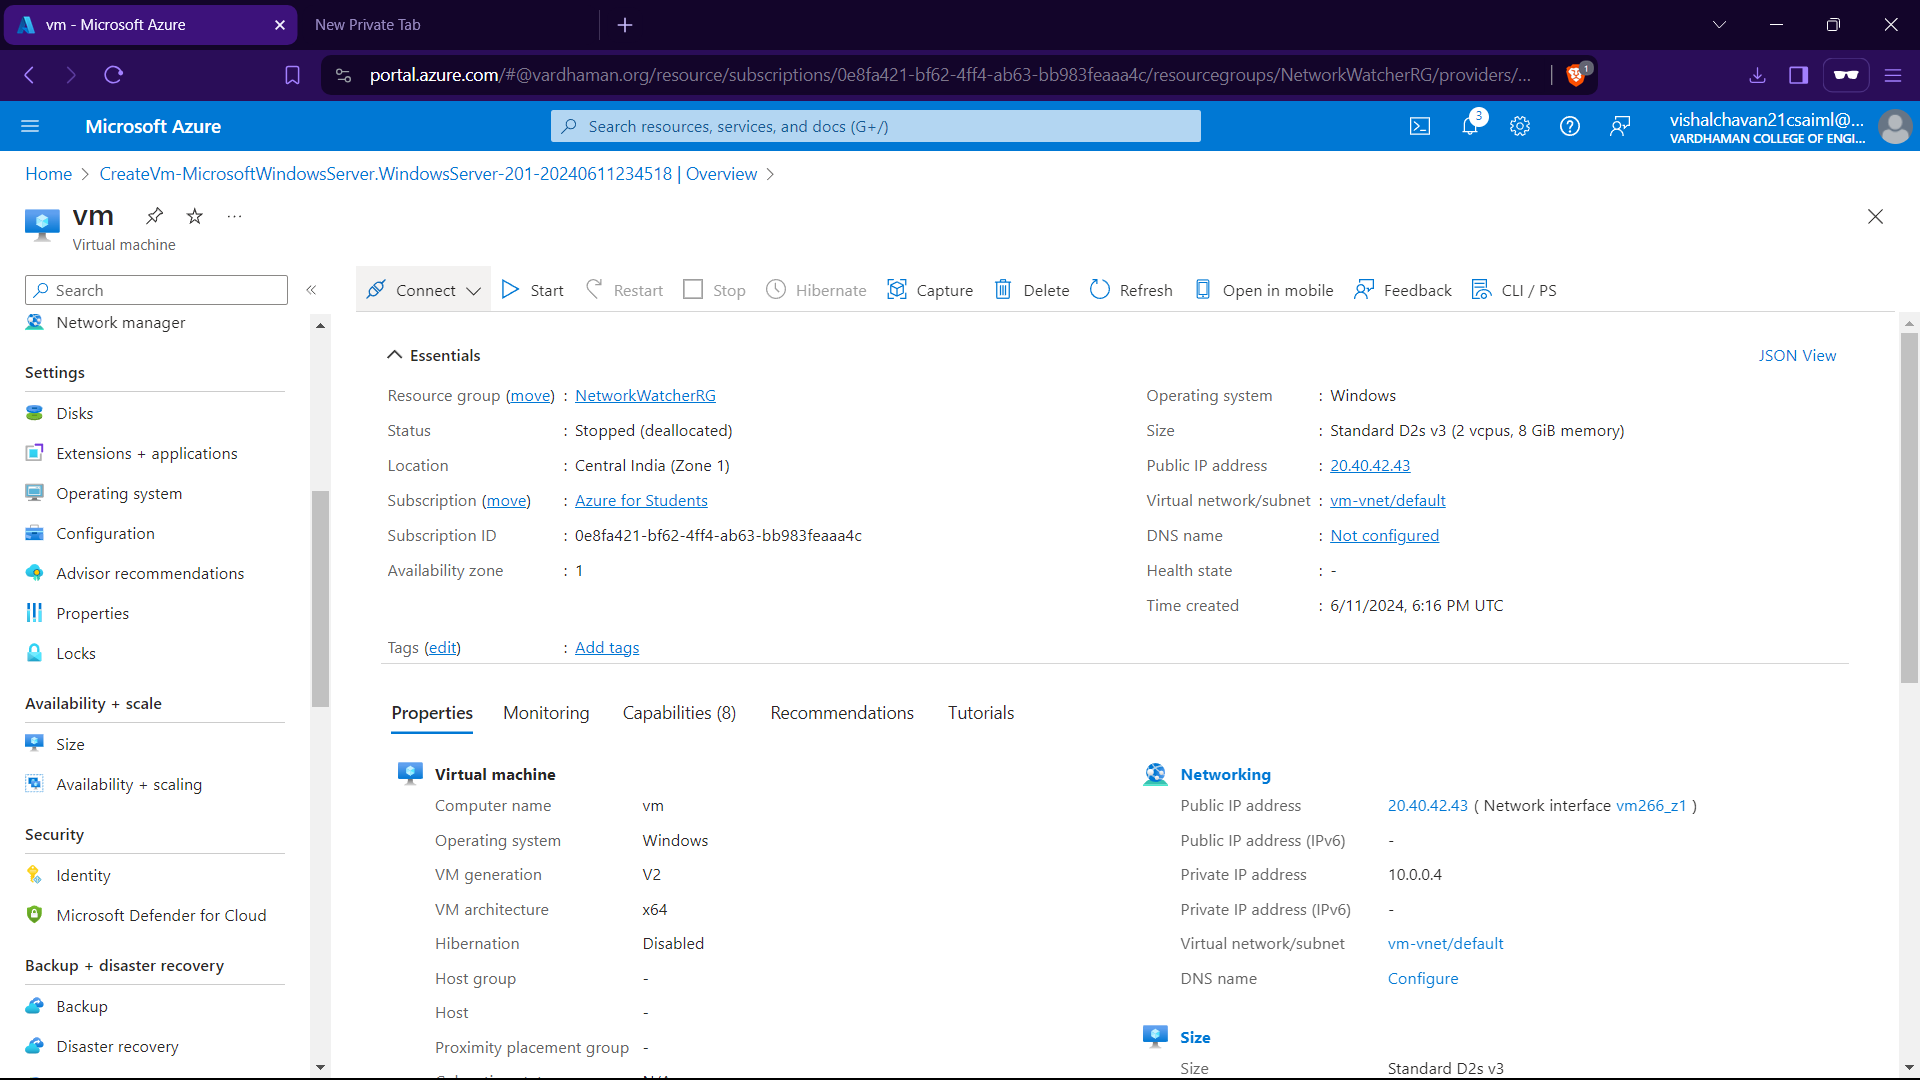 vm - Microsoft Azure
New Private Tab
portal.azure.com/#@vardhaman.org/resource/subscriptions/0e8fa421-bf62-4ff4-ab63-bb983feaaa4c/resourcegroups/NetworkWatcherRG/providers/...
1
Microsoft Azure
Search resources, services, and docs (G+/)
3
vishalchavan21csaiml@...
VARDHAMAN COLLEGE OF ENGI...
Home > CreateVm-MicrosoftWindowsServer.WindowsServer-201-20240611234518 | Overview >
vm
Virtual machine
Search
Connect
Start
Restart
Stop
Hibernate
Capture
Delete
Refresh
Open in mobile
Feedback
CLI / PS
Network manager
Settings
Disks
Extensions + applications
Operating system
Configuration
Advisor recommendations
Properties
Locks
Availability + scale
Size
Availability + scaling
Security
Identity
Microsoft Defender for Cloud
Backup + disaster recovery
Backup
Disaster recovery
Essentials
JSON View
Resource group (move) : NetworkWatcherRG
Status : Stopped (deallocated)
Location : Central India (Zone 1)
Subscription (move) : Azure for Students
Subscription ID : 0e8fa421-bf62-4ff4-ab63-bb983feaaa4c
Availability zone : 1
Operating system : Windows
Size : Standard D2s v3 (2 vcpus, 8 GiB memory)
Public IP address : 20.40.42.43
Virtual network/subnet : vm-vnet/default
DNS name : Not configured
Health state : -
Time created : 6/11/2024, 6:16 PM UTC
Tags (edit) : Add tags
Properties
Monitoring
Capabilities (8)
Recommendations
Tutorials
Virtual machine
Computer name vm
Operating system Windows
VM generation V2
VM architecture x64
Hibernation Disabled
Host group -
Host -
Proximity placement group -
Networking
Public IP address 20.40.42.43 ( Network interface vm266_z1 )
Public IP address (IPv6) -
Private IP address 10.0.0.4
Private IP address (IPv6) -
Virtual network/subnet vm-vnet/default
DNS name Configure
Size
Size Standard D2s v3